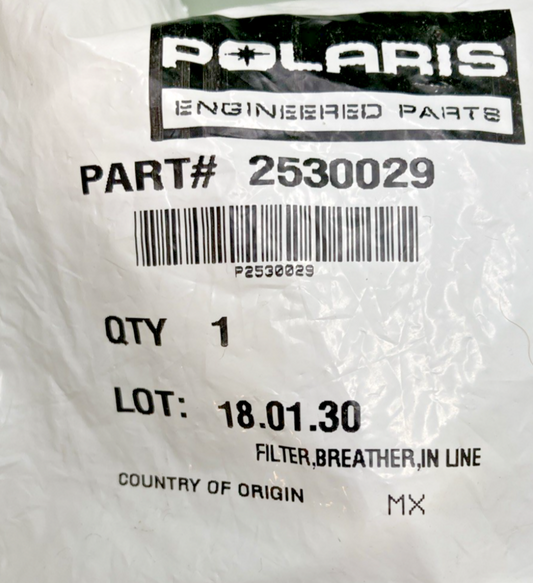 POLARIS
ENGINEERED PARTS
PART# 2530029
P2530029
QTY 1
LOT: 18.01.30
FILTER,BREATHER,IN LINE
COUNTRY OF ORIGIN MX